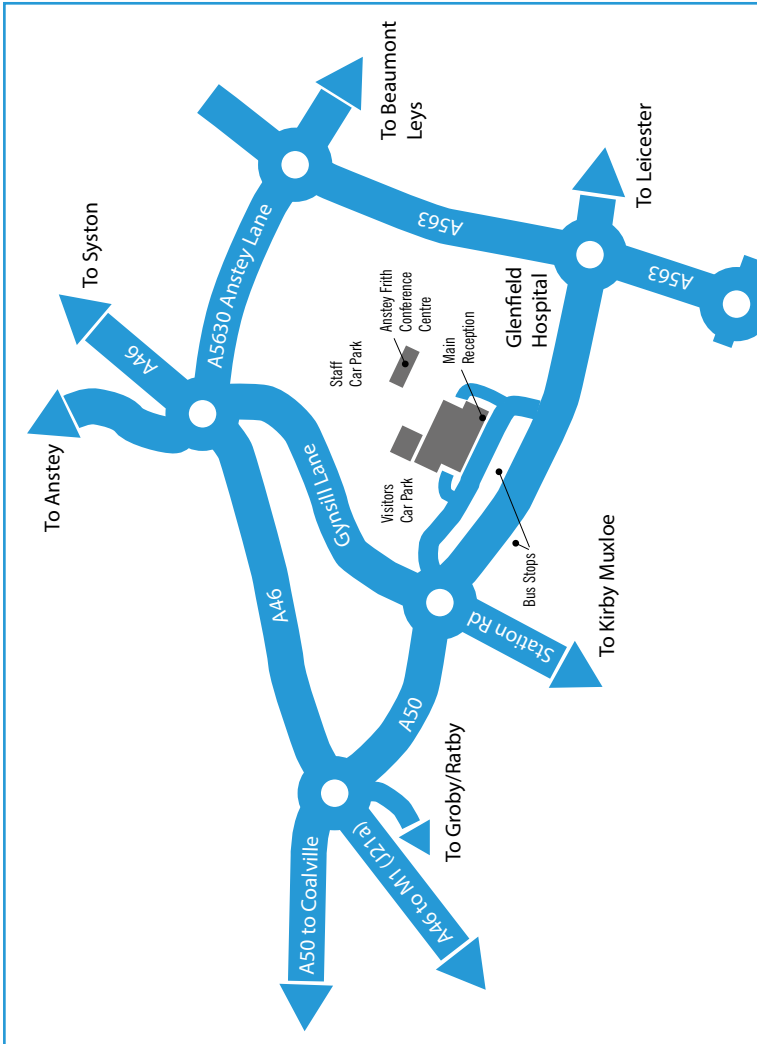 To Beaumont
Leys
To Syston
A5630 Anstey Lane
A46
To Anstey
A563
To Leicester
A563
Staff
Car Park
Anstey Frith
Conference
Centre
Main
Reception
Glenfield
Hospital
Visitors
Car Park
Gynsill Lane
A46
Bus Stops
Station Rd
To Kirby Muxloe
A50
To Groby/Ratby
A50 to Coalville
A46 to M1 (J21a)